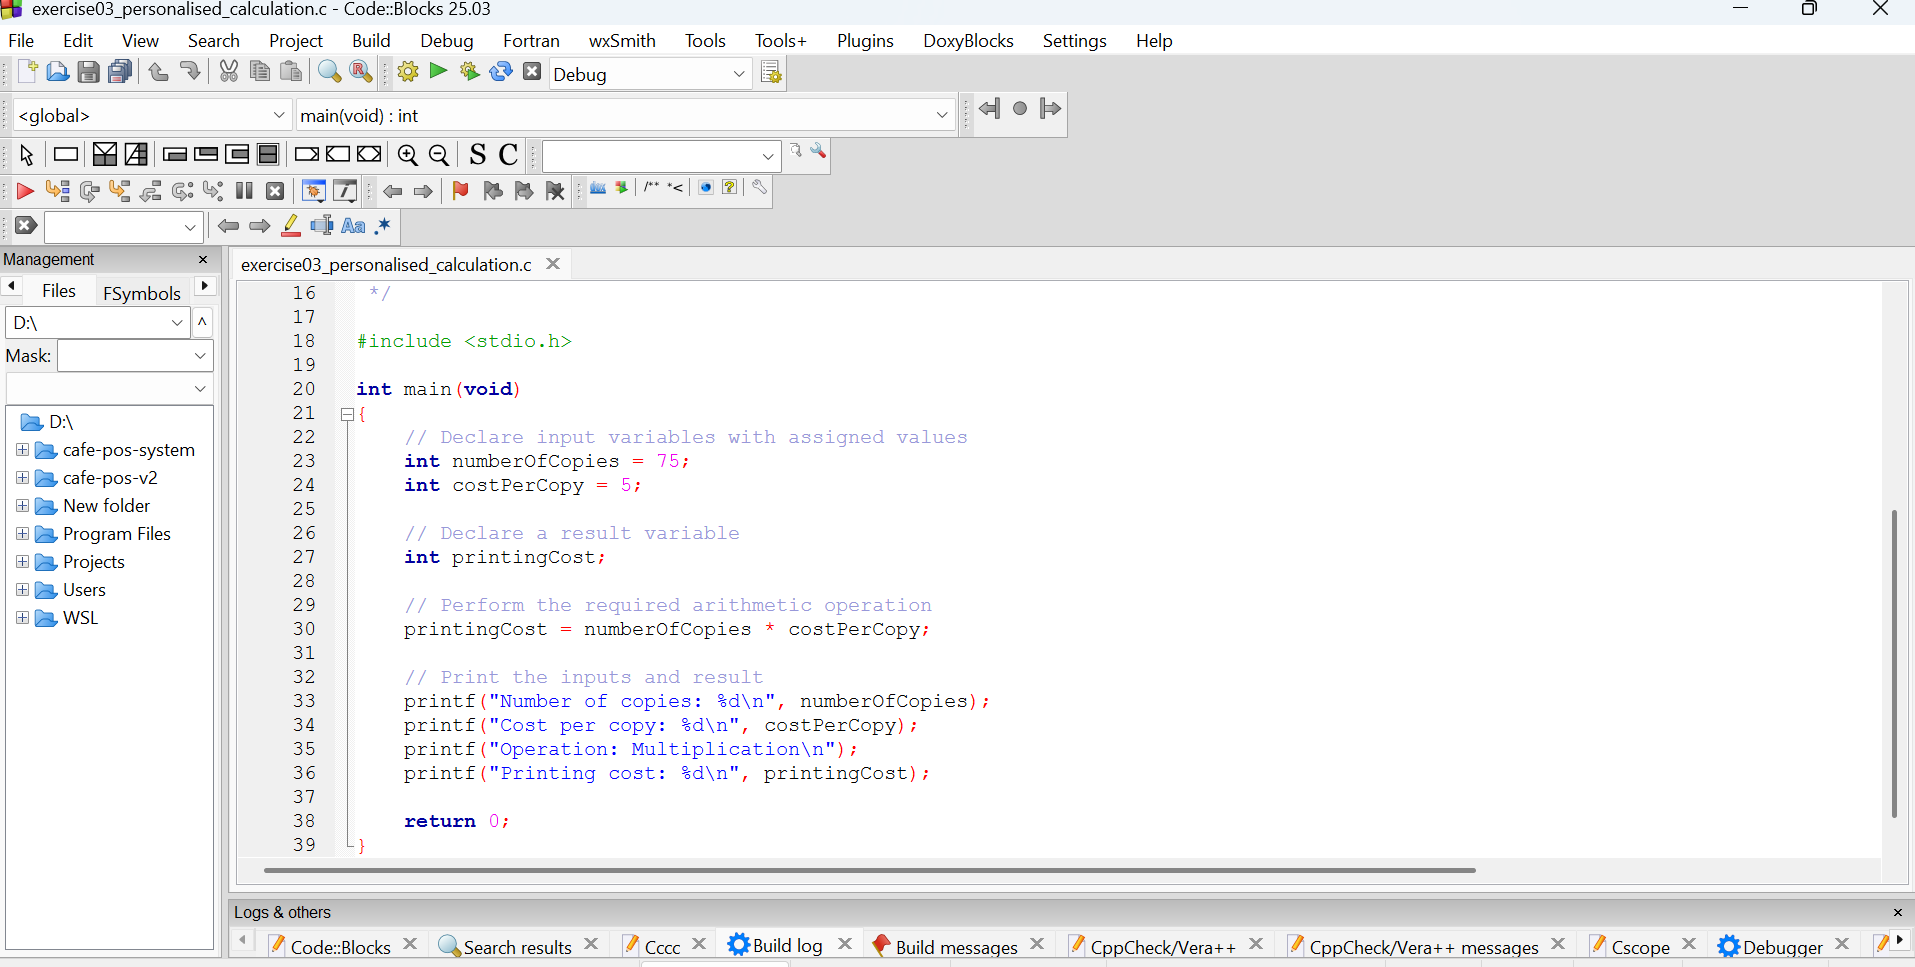 exercise03_personalised_calculation.c - Code::Blocks 25.03
File Edit View Search Project Build Debug Fortran wxSmith Tools Tools+ Plugins DoxyBlocks Settings Help
Debug
<global> main(void) : int
S C
/** *<
Aa .*
Management
Files FSymbols
D:\
Mask:
D:\
cafe-pos-system
cafe-pos-v2
New folder
Program Files
Projects
Users
WSL
exercise03_personalised_calculation.c
16 */
17
18 #include <stdio.h>
19
20 int main(void)
21 {
22 // Declare input variables with assigned values
23 int numberOfCopies = 75;
24 int costPerCopy = 5;
25
26 // Declare a result variable
27 int printingCost;
28
29 // Perform the required arithmetic operation
30 printingCost = numberOfCopies * costPerCopy;
31
32 // Print the inputs and result
33 printf("Number of copies: %d\n", numberOfCopies);
34 printf("Cost per copy: %d\n", costPerCopy);
35 printf("Operation: Multiplication\n");
36 printf("Printing cost: %d\n", printingCost);
37
38 return 0;
39 }
Logs & others
Code::Blocks Search results Cccc Build log Build messages CppCheck/Vera++ CppCheck/Vera++ messages Cscope Debugger